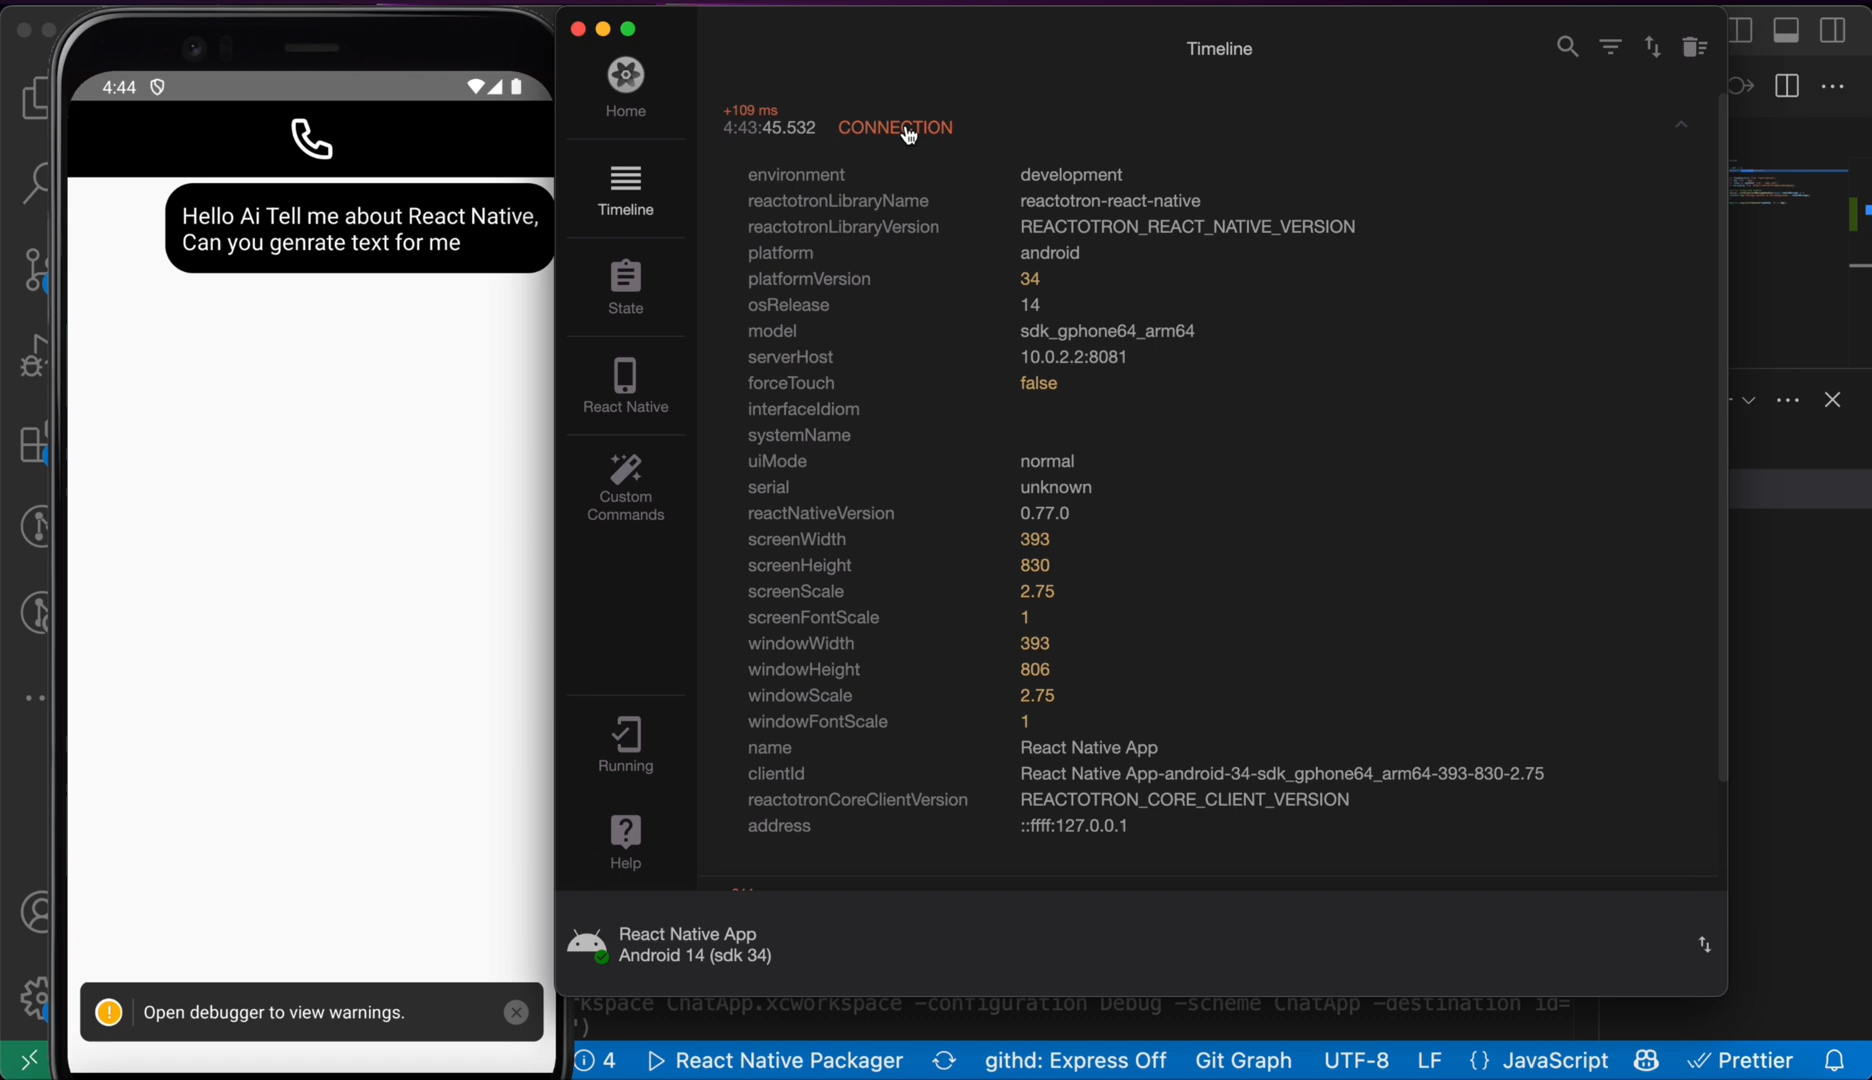 4:44
Hello Ai Tell me about React Native,
Can you genrate text for me
Open debugger to view warnings.
Home
Timeline
State
React Native
Custom
Commands
Running
Help
Timeline
+109 ms
4:43:45.532 CONNECTION
environment development
reactotronLibraryName reactotron-react-native
reactotronLibraryVersion REACTOTRON_REACT_NATIVE_VERSION
platform android
platformVersion 34
osRelease 14
model sdk_gphone64_arm64
serverHost 10.0.2.2:8081
forceTouch false
interfaceIdiom
systemName
uiMode normal
serial unknown
reactNativeVersion 0.77.0
screenWidth 393
screenHeight 830
screenScale 2.75
screenFontScale 1
windowWidth 393
windowHeight 806
windowScale 2.75
windowFontScale 1
name React Native App
clientId React Native App-android-34-sdk_gphone64_arm64-393-830-2.75
reactotronCoreClientVersion REACTOTRON_CORE_CLIENT_VERSION
address ::ffff:127.0.0.1
React Native App
Android 14 (sdk 34)
kspace ChatApp.xcworkspace -configuration Debug -scheme ChatApp -destination id=
')
4 React Native Packager githd: Express Off Git Graph UTF-8 LF {} JavaScript Prettier